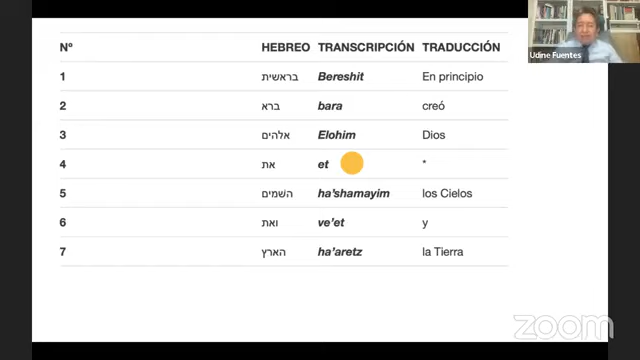 Nº HEBREO TRANSCRIPCIÓN TRADUCCIÓN
1 בראשית Bereshit En principio
2 ברא bara creó
3 אלהים Elohim Dios
4 את et *
5 השמים ha'shamayim los Cielos
6 ואת ve'et y
7 הארץ ha'aretz la Tierra
Udine Fuentes
zoom